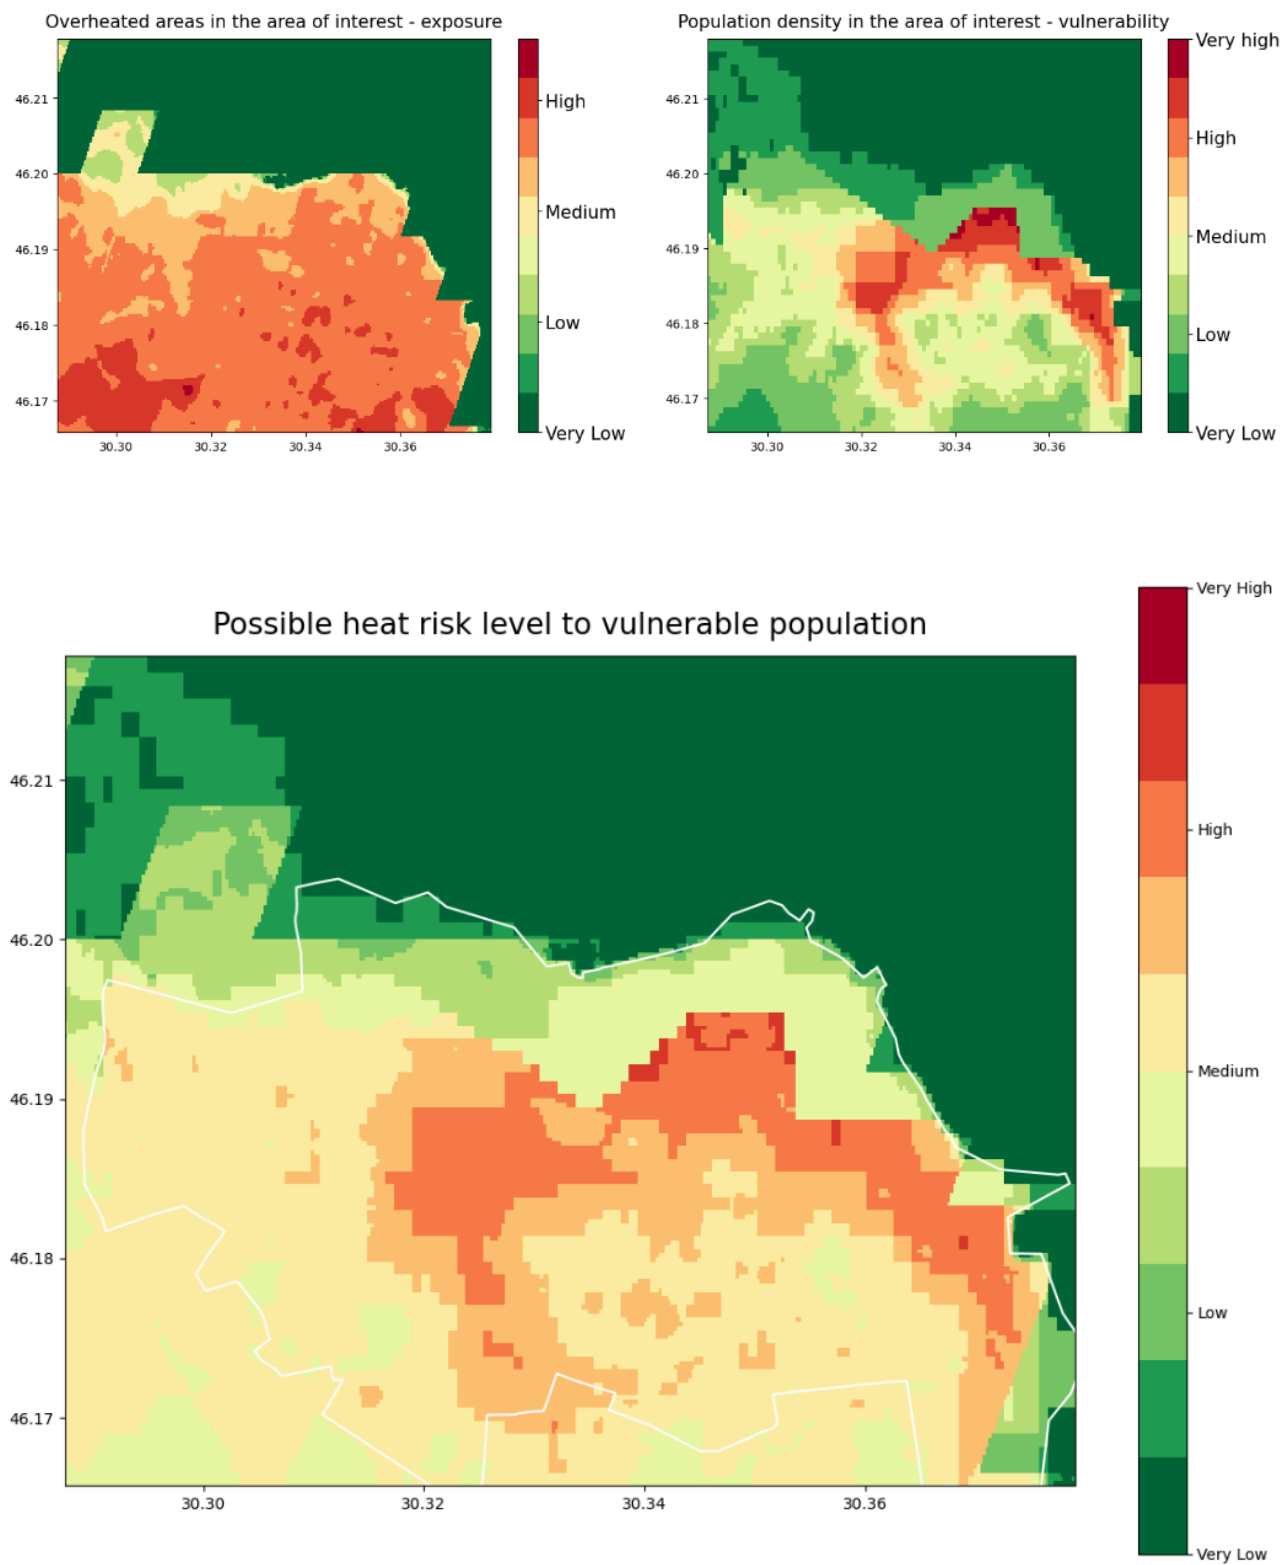 Overheated areas in the area of interest - exposure
46.21
46.20
46.19
46.18
46.17
30.30 30.32 30.34 30.36
High
Medium
Low
Very Low
Population density in the area of interest - vulnerability
46.21
46.20
46.19
46.18
46.17
30.30 30.32 30.34 30.36
Very high
High
Medium
Low
Very Low
Possible heat risk level to vulnerable population
46.21
46.20
46.19
46.18
46.17
30.30 30.32 30.34 30.36
Very High
High
Medium
Low
Very Low